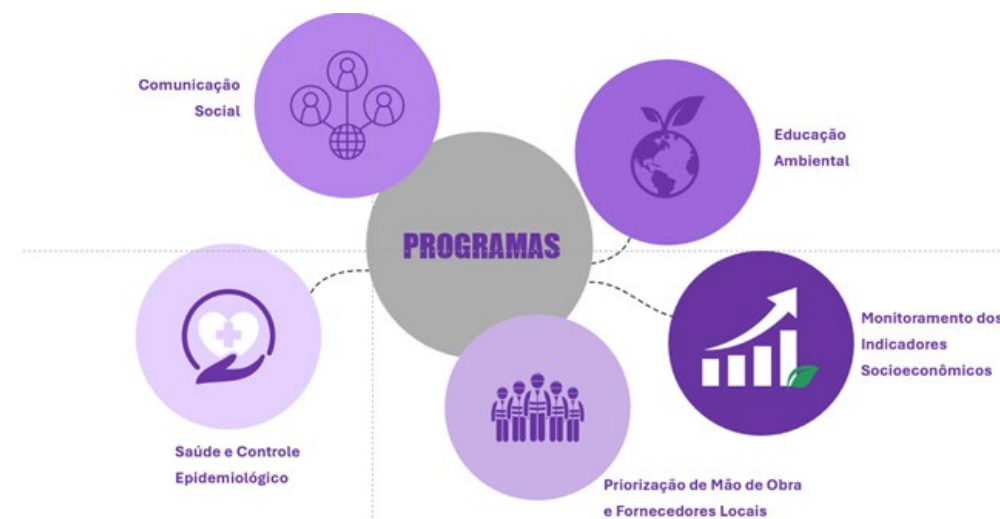 Comunicação
Social
Educação
Ambiental
PROGRAMAS
Monitoramento dos
Indicadores
Socioeconômicos
Saúde e Controle
Epidemiológico
Priorização de Mão de Obra
e Fornecedores Locais